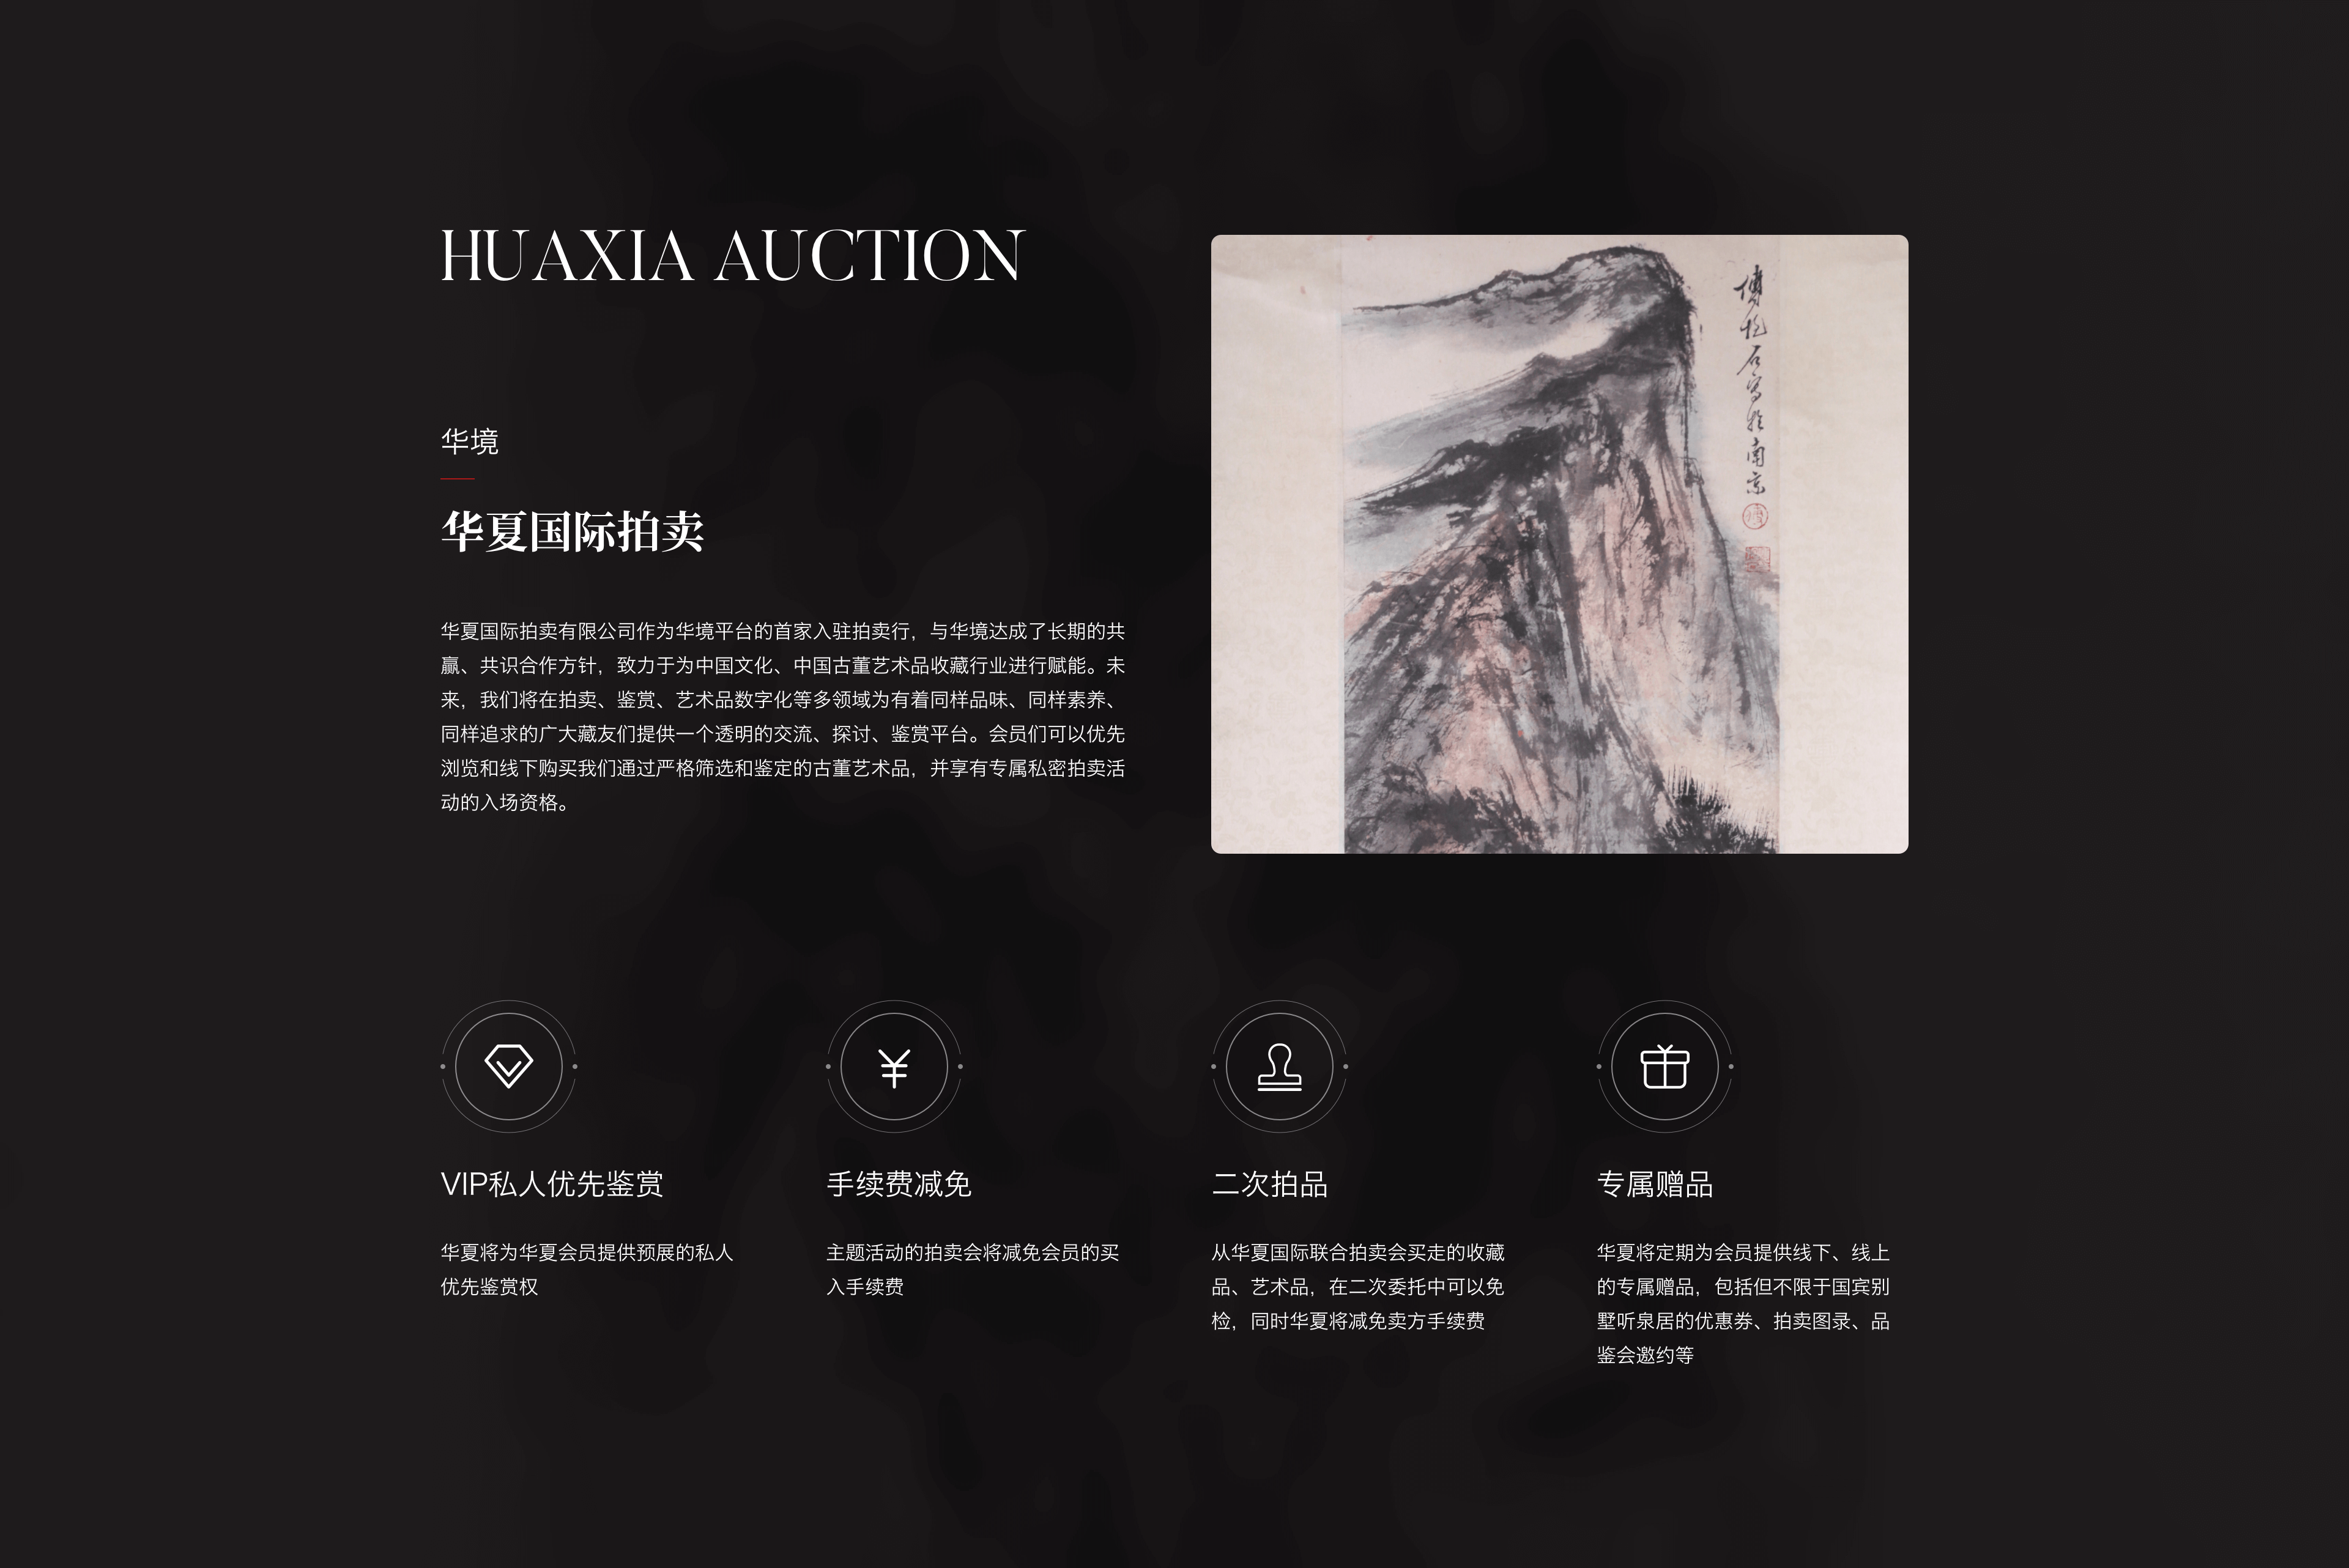 HUAXIA AUCTION
华境
华夏国际拍卖
华夏国际拍卖有限公司作为华境平台的首家入驻拍卖行，与华境达成了长期的共
赢、共识合作方针，致力于为中国文化、中国古董艺术品收藏行业进行赋能。未
来，我们将在拍卖、鉴赏、艺术品数字化等多领域为有着同样品味、同样素养、
同样追求的广大藏友们提供一个透明的交流、探讨、鉴赏平台。会员们可以优先
浏览和线下购买我们通过严格筛选和鉴定的古董艺术品，并享有专属私密拍卖活
动的入场资格。
傅抱石写於南京
VIP私人优先鉴赏
华夏将为华夏会员提供预展的私人
优先鉴赏权
手续费减免
主题活动的拍卖会将减免会员的买
入手续费
二次拍品
从华夏国际联合拍卖会买走的收藏
品、艺术品，在二次委托中可以免
检，同时华夏将减免卖方手续费
专属赠品
华夏将定期为会员提供线下、线上
的专属赠品，包括但不限于国宾别
墅听泉居的优惠券、拍卖图录、品
鉴会邀约等